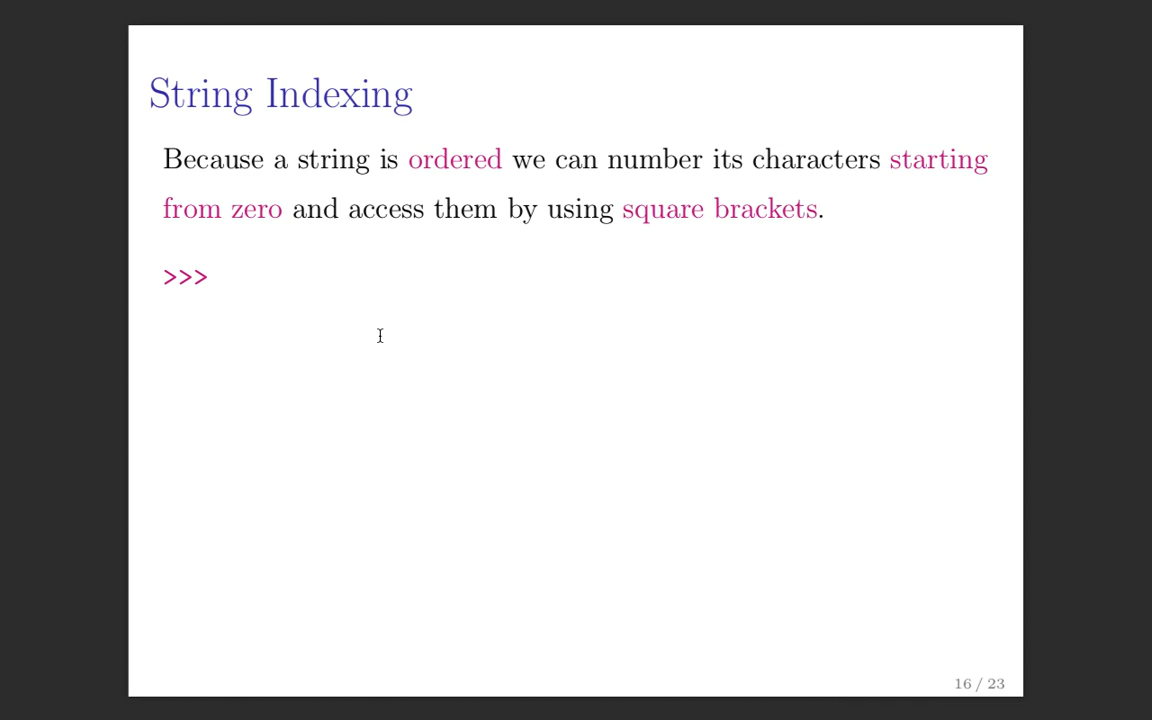 String Indexing
Because a string is ordered we can number its characters starting
from zero and access them by using square brackets.
>>>
16 / 23